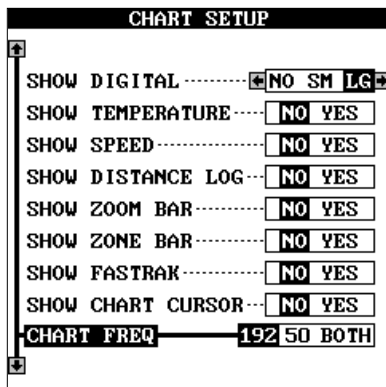 CHART SETUP
SHOW DIGITAL NO SM LG
SHOW TEMPERATURE NO YES
SHOW SPEED NO YES
SHOW DISTANCE LOG NO YES
SHOW ZOOM BAR NO YES
SHOW ZONE BAR NO YES
SHOW FASTRAK NO YES
SHOW CHART CURSOR NO YES
CHART FREQ 192 50 BOTH